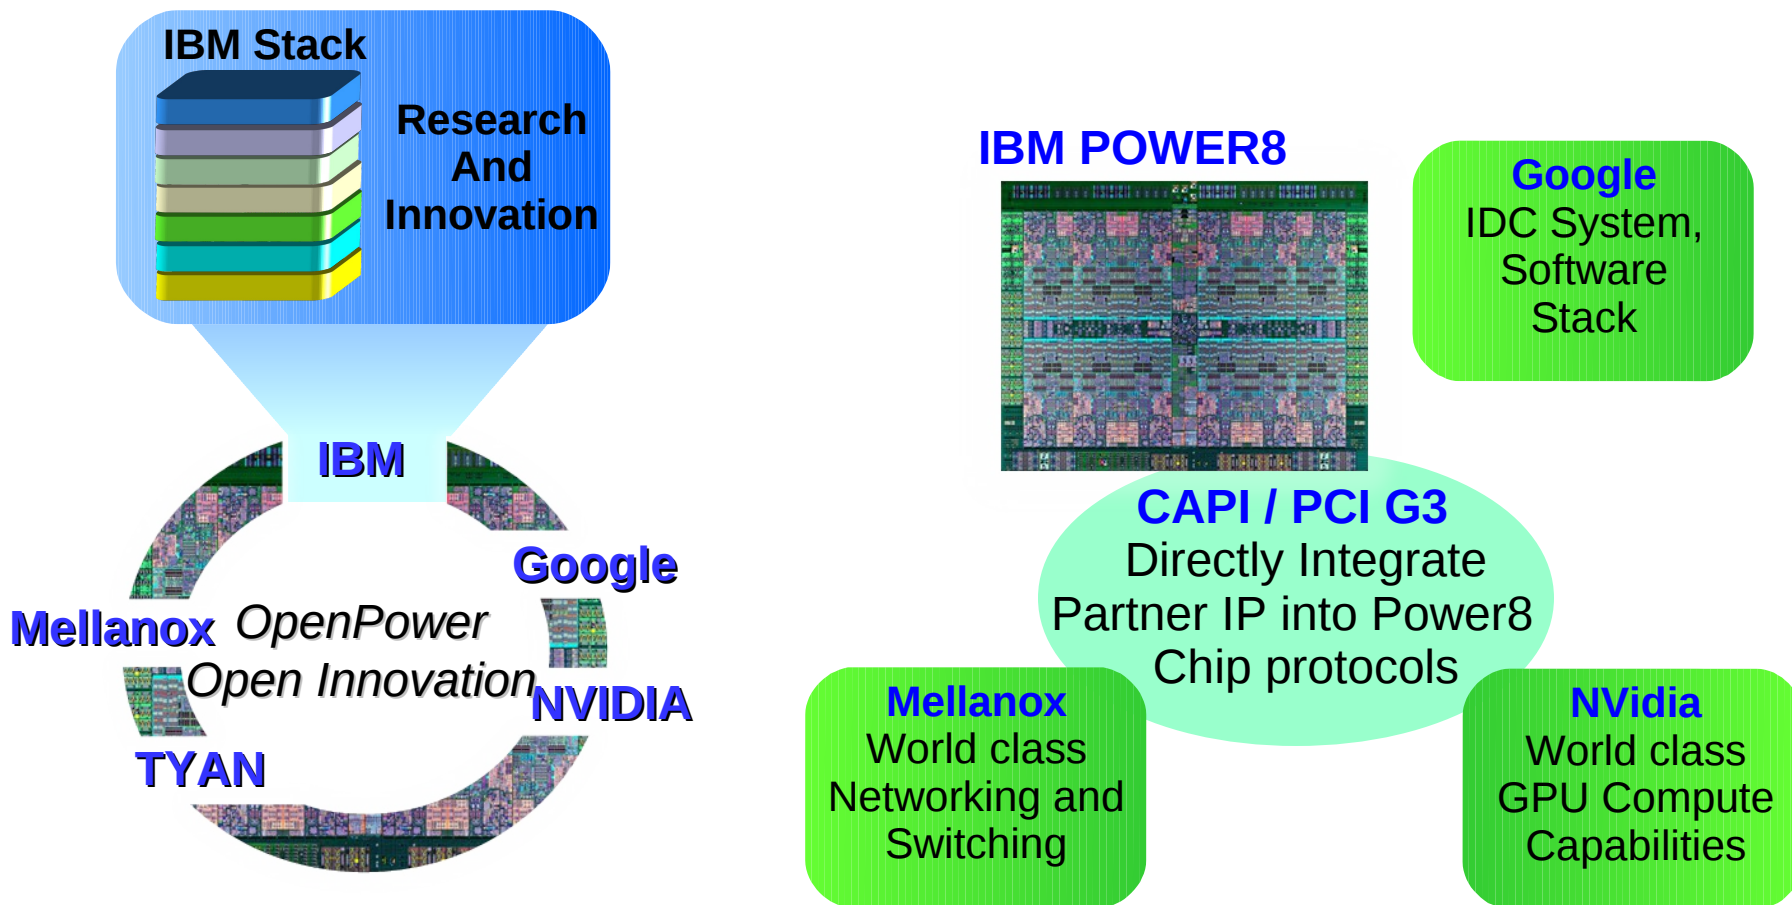 IBM Stack
Research
And
Innovation
IBM
Google
Mellanox
OpenPower
Open Innovation
NVIDIA
TYAN
IBM POWER8
Google
IDC System,
Software
Stack
CAPI / PCI G3
Directly Integrate
Partner IP into Power8
Chip protocols
Mellanox
World class
Networking and
Switching
NVidia
World class
GPU Compute
Capabilities